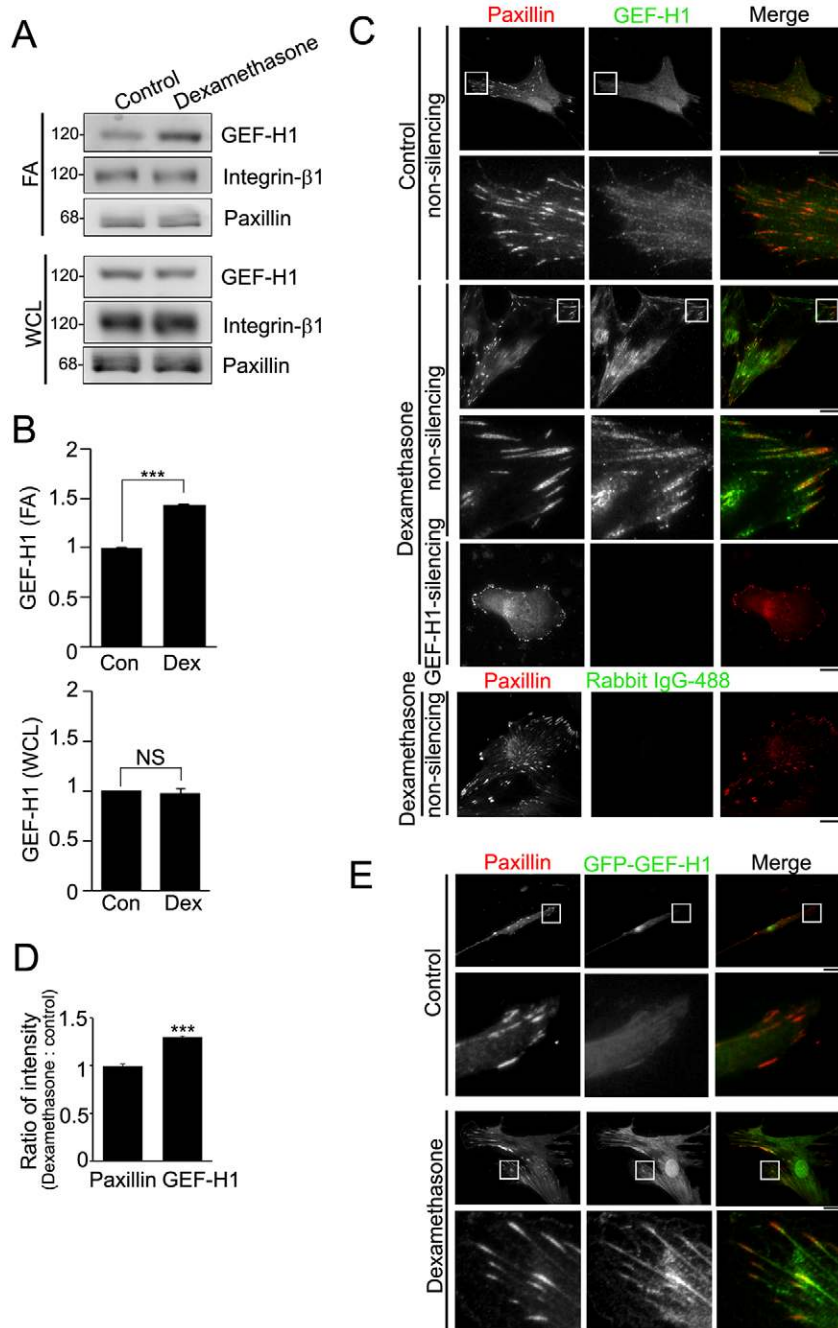 A
Control
Dexamethasone
FA
120
GEF-H1
120
Integrin-β1
68
Paxillin
WCL
120
GEF-H1
120
Integrin-β1
68
Paxillin
B
GEF-H1 (FA)
2
1.5
1
0.5
0
***
Con Dex
GEF-H1 (WCL)
2
1.5
1
0.5
0
NS
Con Dex
D
Ratio of intensity
(Dexamethasone : control)
1.5
1
0.5
0
***
Paxillin GEF-H1
C
Paxillin GEF-H1 Merge
Control
non-silencing
Dexamethasone
non-silencing
GEF-H1-silencing
Paxillin Rabbit IgG-488
Dexamethasone
non-silencing
E
Paxillin GFP-GEF-H1 Merge
Control
Dexamethasone